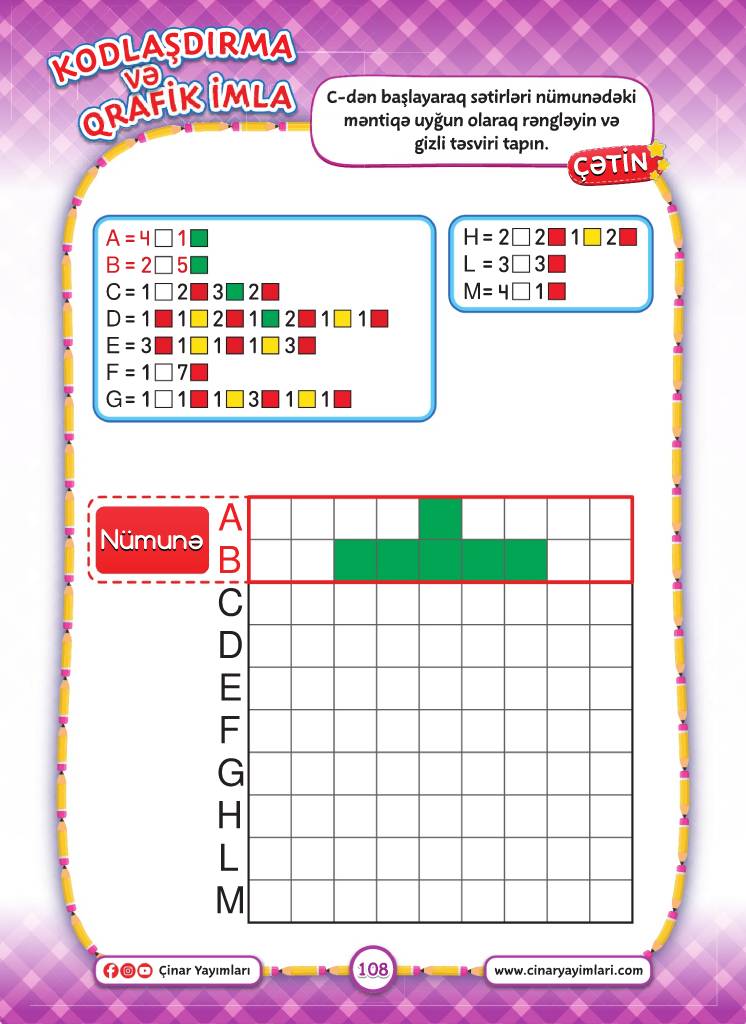 KODLAŞDIRMA
VƏ
QRAFİK İMLA
C-dən başlayaraq sətirləri nümunədəki
məntiqə uyğun olaraq rəngləyin və
gizli təsviri tapın.
ÇƏTİN
A = 4 1
B = 2 5
C = 1 2 3 2
D = 1 1 2 1 2 1 1
E = 3 1 1 1 3
F = 1 7
G = 1 1 1 3 1 1
H = 2 2 1 2
L = 3 3
M = 4 1
Nümunə
A
B
C
D
E
F
G
H
L
M
Çinar Yayımları
108
www.cinaryayimlari.com